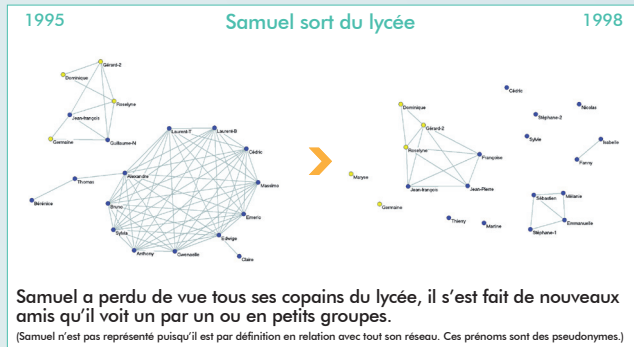 1995 Samuel sort du lycée 1998
Gérard-2
Dominique
Rosalyne
Jean-françois
Germaine
Guillaume-N
Laurent-T
Laurent-B
Cédric
Thomas
Alexandre
Maxime
Bérénice
Bruno
Emeric
Sylvie
Edwige
Anthony
Gwenaëlle
Claire
Cédric
Dominique
Stéphane-2
Nicolas
Gérard-2
Sylvie
Isabelle
Rosalyne
Françoise
Fanny
Maryse
Jean-françois
Jean-Pierre
Sébastien
Mélanie
Germaine
Thierry
Martine
Emmanuelle
Stéphane-1
Samuel a perdu de vue tous ses copains du lycée, il s’est fait de nouveaux
amis qu’il voit un par un ou en petits groupes.
(Samuel n’est pas représenté puisqu’il est par définition en relation avec tout son réseau. Ces prénoms sont des pseudonymes.)